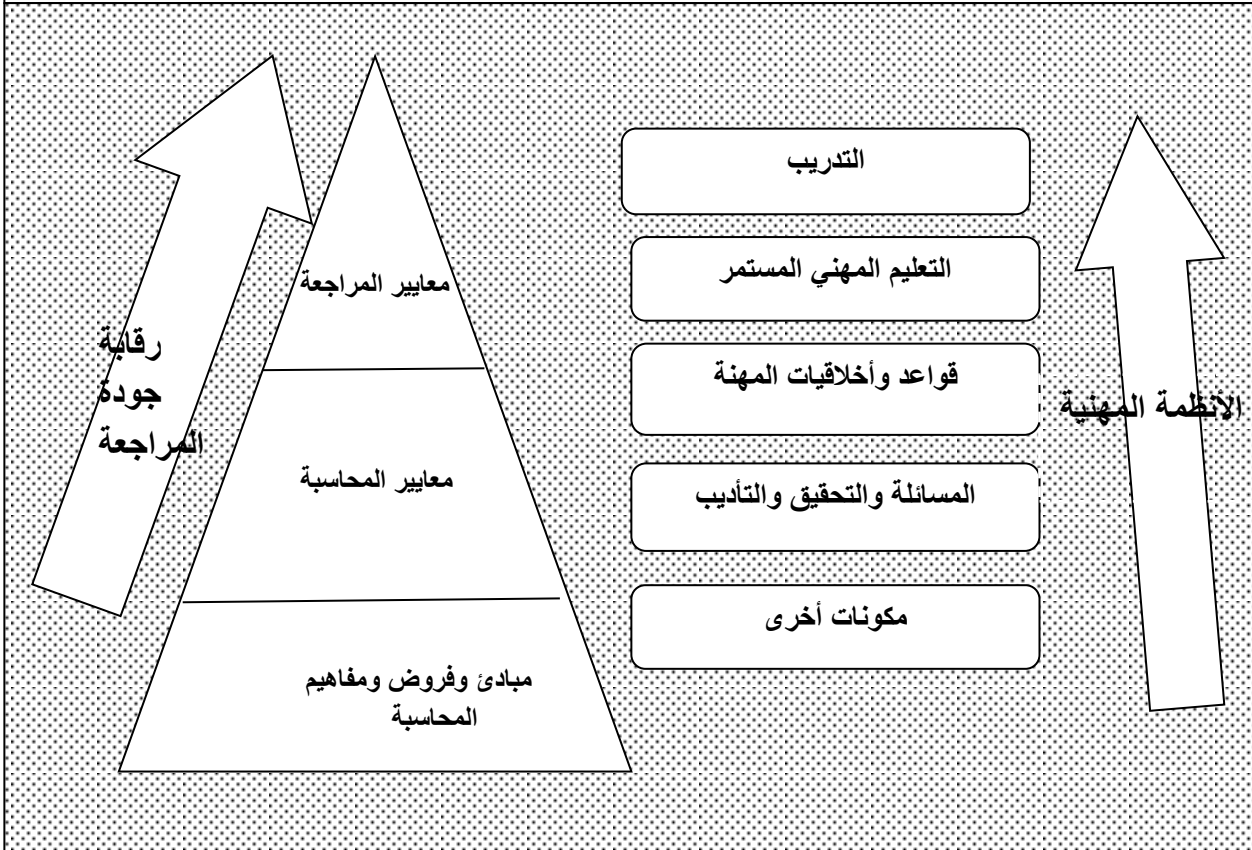 التدريب
التعليم المهني المستمر
قواعد وأخلاقيات المهنة
المسائلة والتحقيق والتأديب
مكونات أخرى
الأنظمة المهنية
معايير المراجعة
معايير المحاسبة
مبادئ وفروض ومفاهيم
المحاسبة
رقابة
جودة
المراجعة